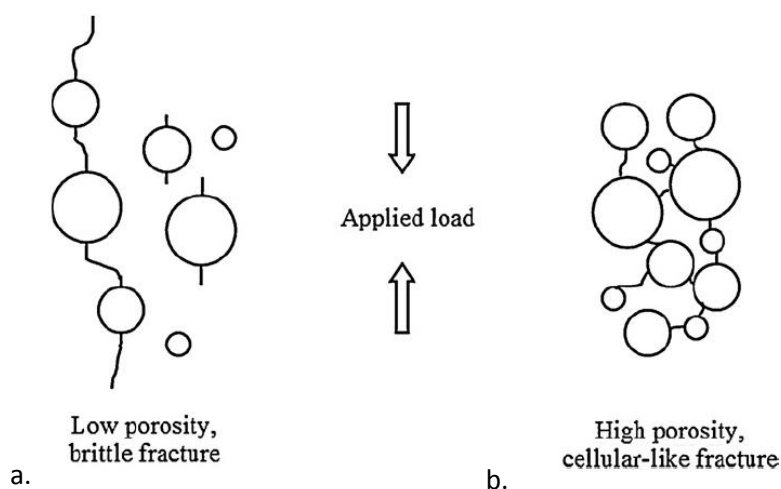 Applied load
Low porosity,
brittle fracture
a.
High porosity,
cellular-like fracture
b.